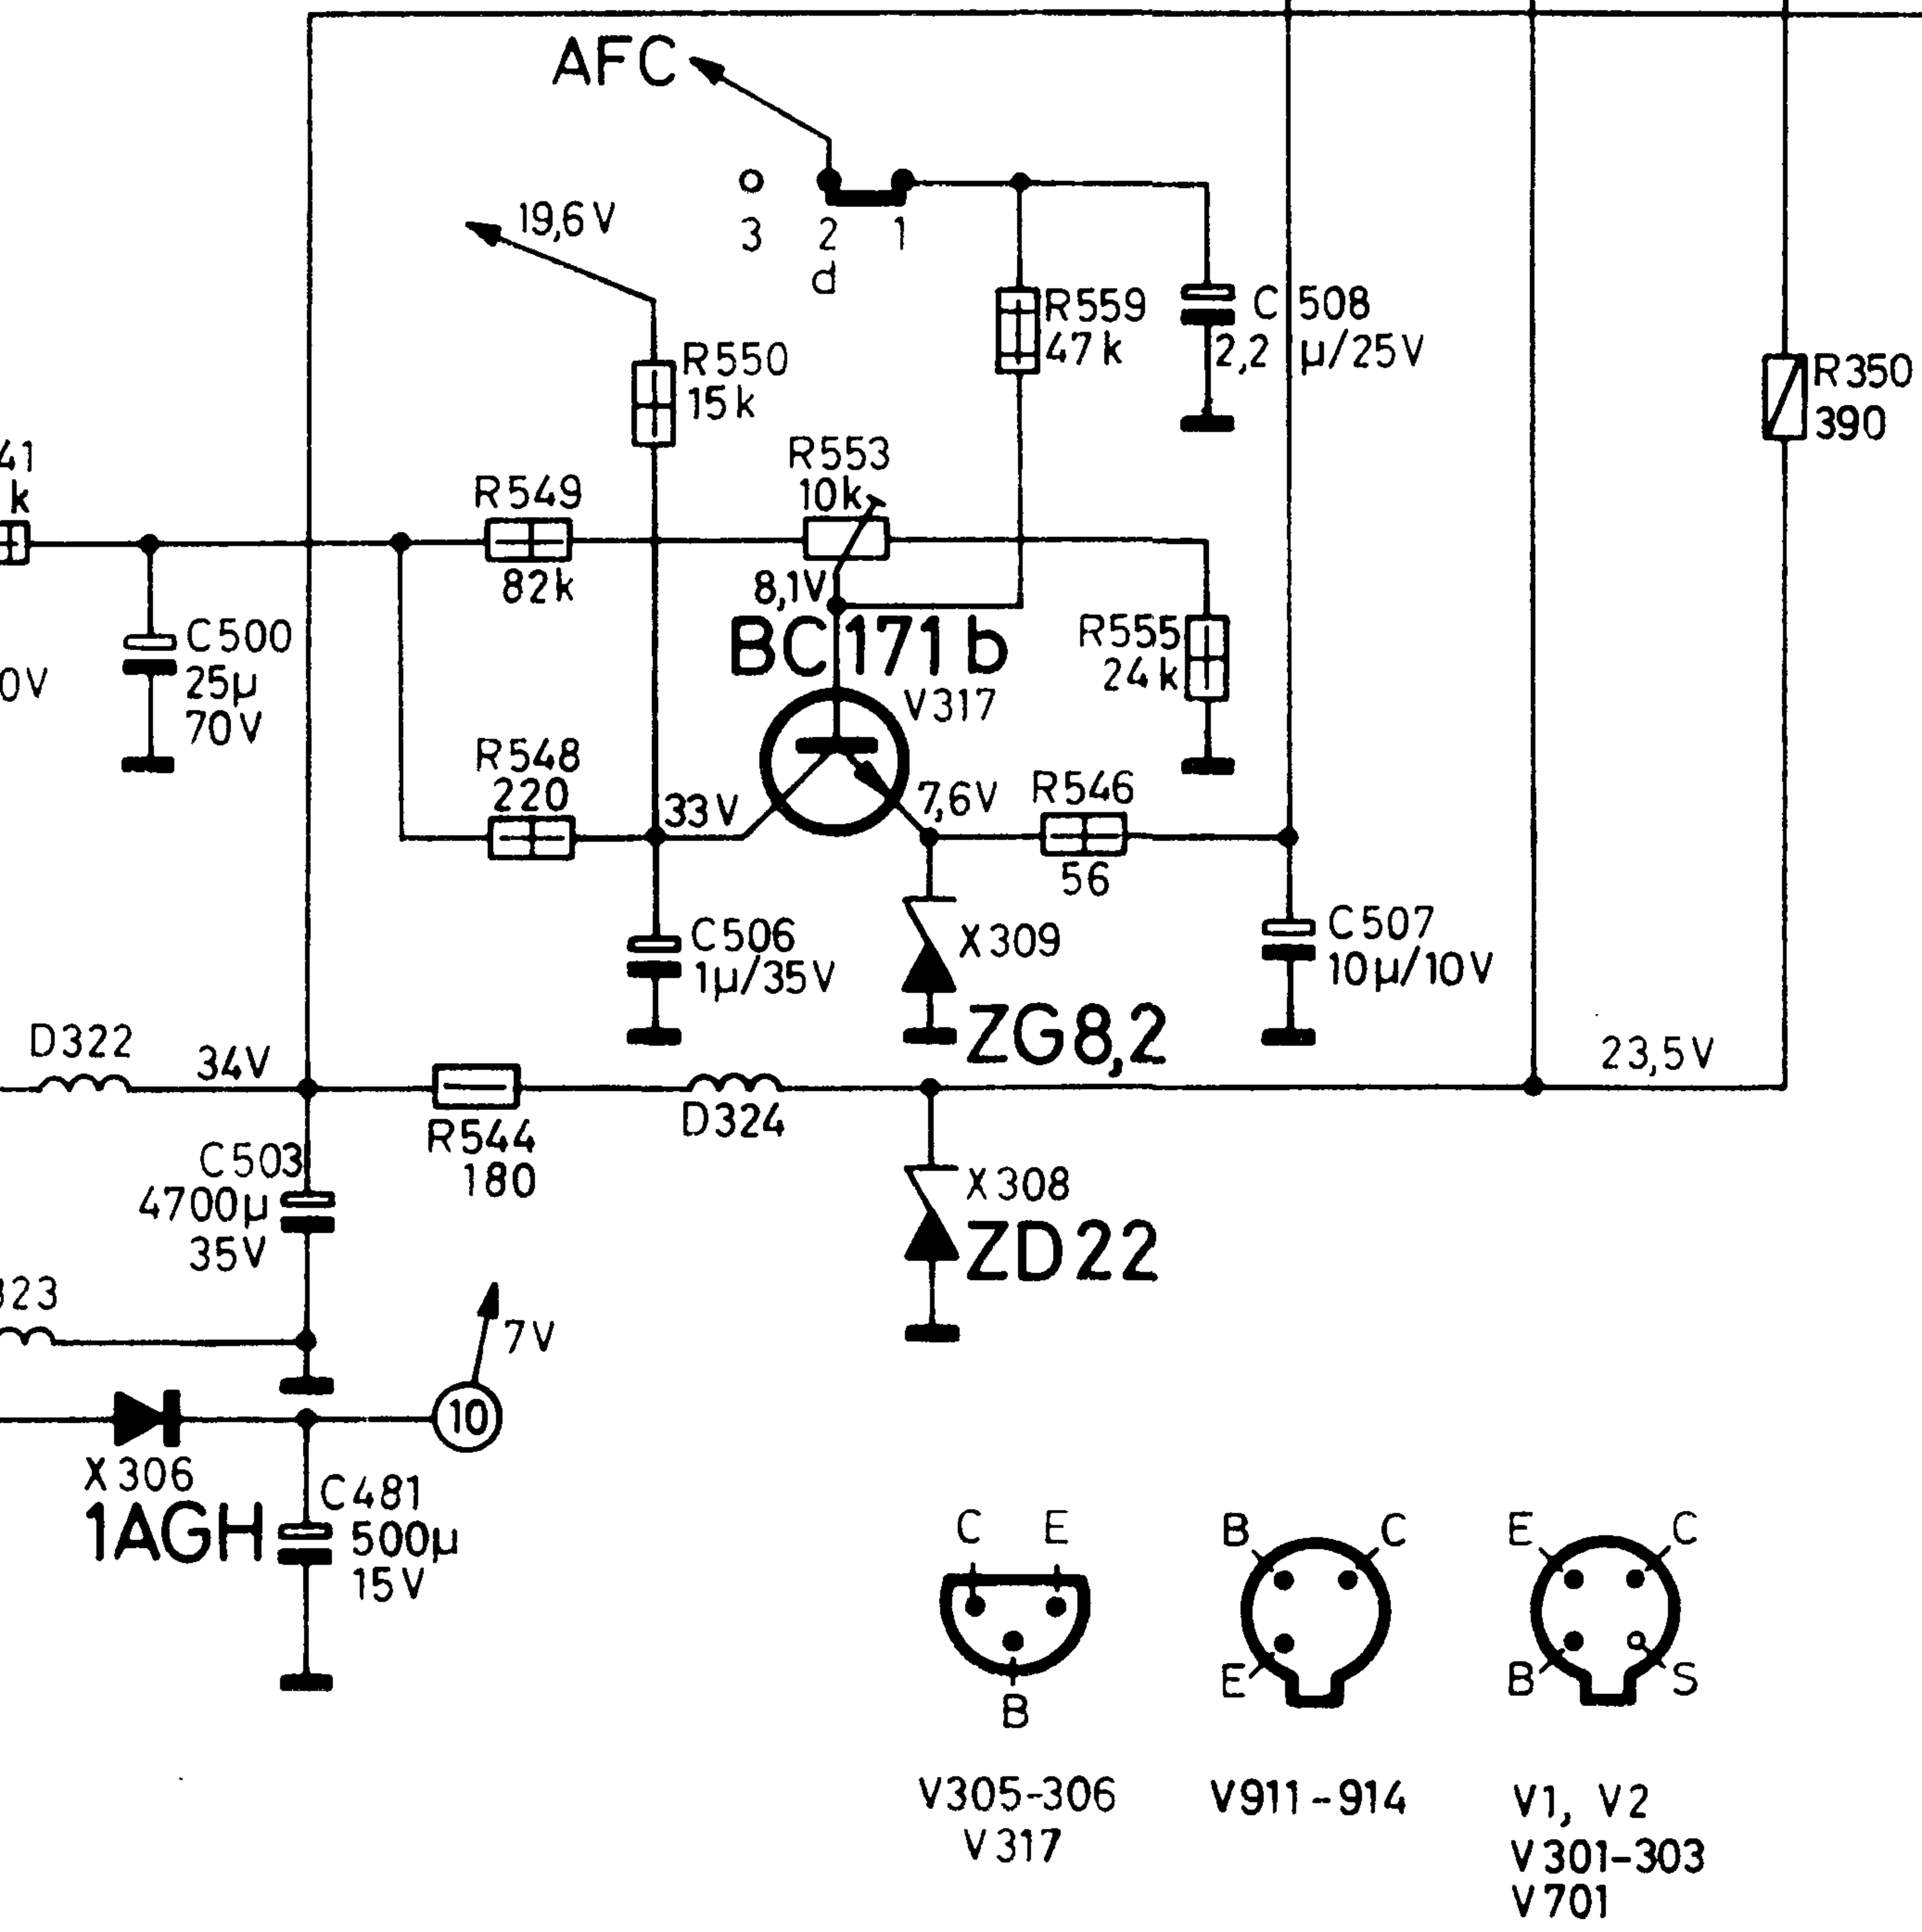 AFC
19,6V
3 2 1
d
R559
47k
C 508
2,2 µ/25V
R550
15k
R350
390
41
k
R549
82k
R553
10k
8,1V
BC171b
V317
R555
24k
C500
25µ
70V
0V
R548
220
33V
7,6V
R546
56
C506
1µ/35V
X309
ZG8,2
C507
10µ/10V
D322
34V
R544
180
D324
23,5V
C503
4700µ
35V
X308
ZD22
323
7V
10
X306
1AGH
C481
500µ
15V
C E
B
V305-306
V317
B C
E
V911-914
E C
B S
V1, V2
V301-303
V701